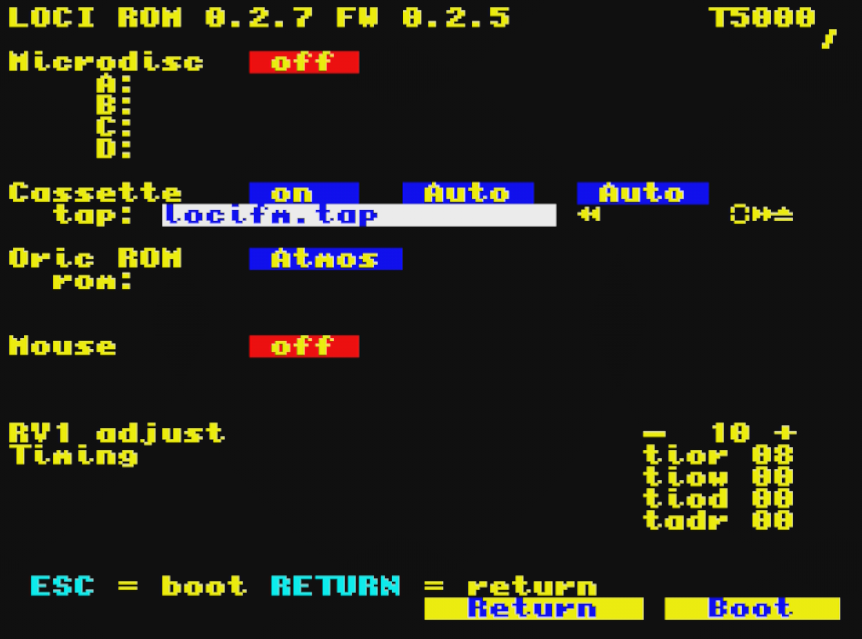 LOCI ROM 0.2.7 FW 0.2.5 T5000
/
Microdisc off
A:
B:
C:
D:
Cassette on Auto Auto
tap: locifm.tap
Oric ROM Atmos
rom:
Mouse off
RV1 adjust - 10 +
Timing tior 08
tiow 00
tiod 00
tadr 00
ESC = boot RETURN = return
Return Boot